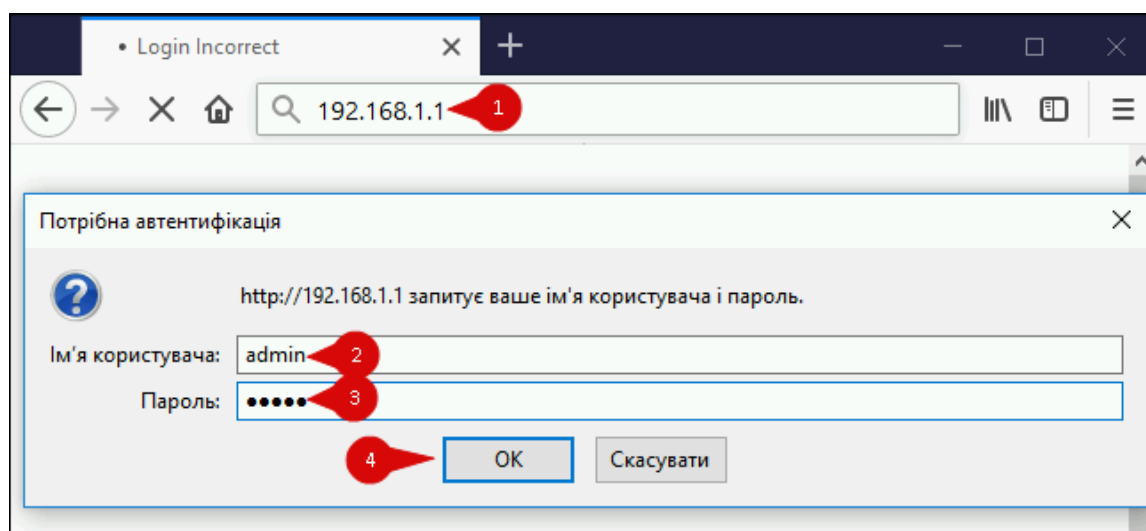 • Login Incorrect
192.168.1.1
1
Потрібна автентифікація
http://192.168.1.1 запитує ваше ім'я користувача і пароль.
Ім'я користувача: admin 2
Пароль: ●●●●● 3
4 OK Скасувати